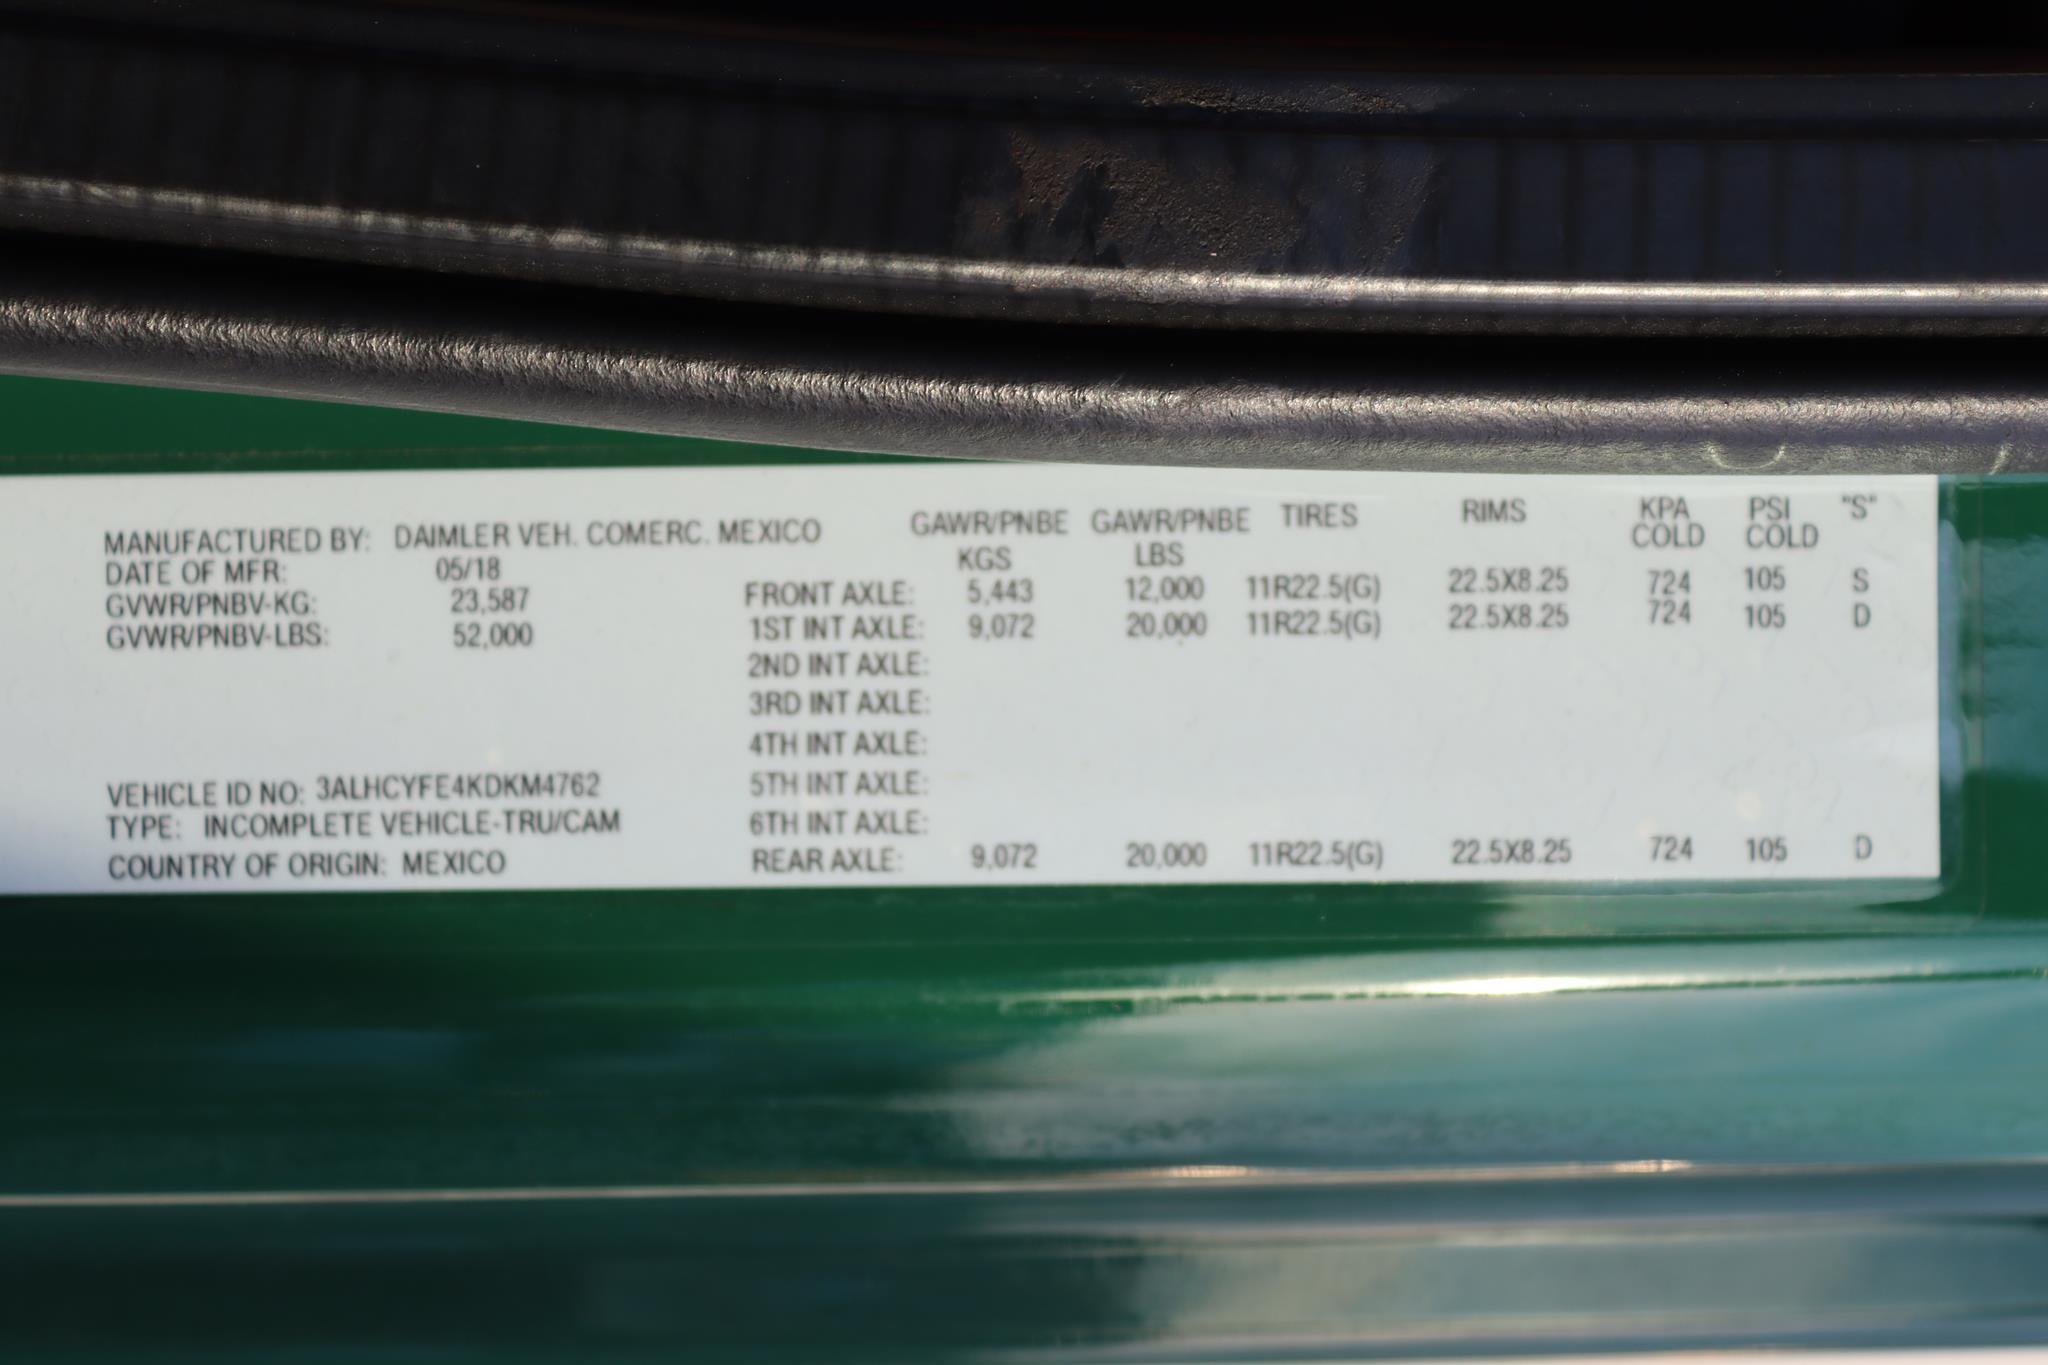 MANUFACTURED BY: DAIMLER VEH. COMERC. MEXICO
DATE OF MFR: 05/18
GVWR/PNBV-KG: 23,587
GVWR/PNBV-LBS: 52,000
VEHICLE ID NO: 3ALHCYFE4KDKM4762
TYPE: INCOMPLETE VEHICLE-TRU/CAM
COUNTRY OF ORIGIN: MEXICO
GAWR/PNBE GAWR/PNBE TIRES RIMS KPA PSI "S"
KGS LBS COLD COLD
FRONT AXLE: 5,443 12,000 11R22.5(G) 22.5X8.25 724 105 S
1ST INT AXLE: 9,072 20,000 11R22.5(G) 22.5X8.25 724 105 D
2ND INT AXLE:
3RD INT AXLE:
4TH INT AXLE:
5TH INT AXLE:
6TH INT AXLE:
REAR AXLE: 9,072 20,000 11R22.5(G) 22.5X8.25 724 105 D